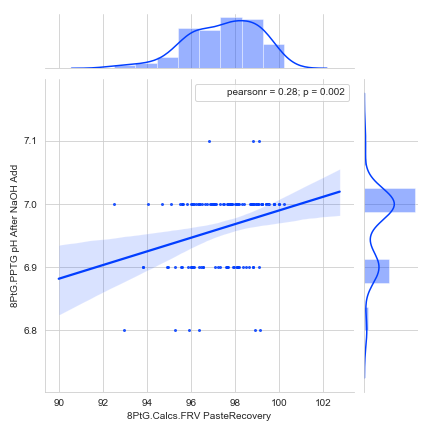 pearsonr = 0.28; p = 0.002
7.1
7.0
6.9
6.8
8PtG.PPTG pH After NaOH Add
90 92 94 96 98 100 102
8PtG.Calcs.FRV PasteRecovery